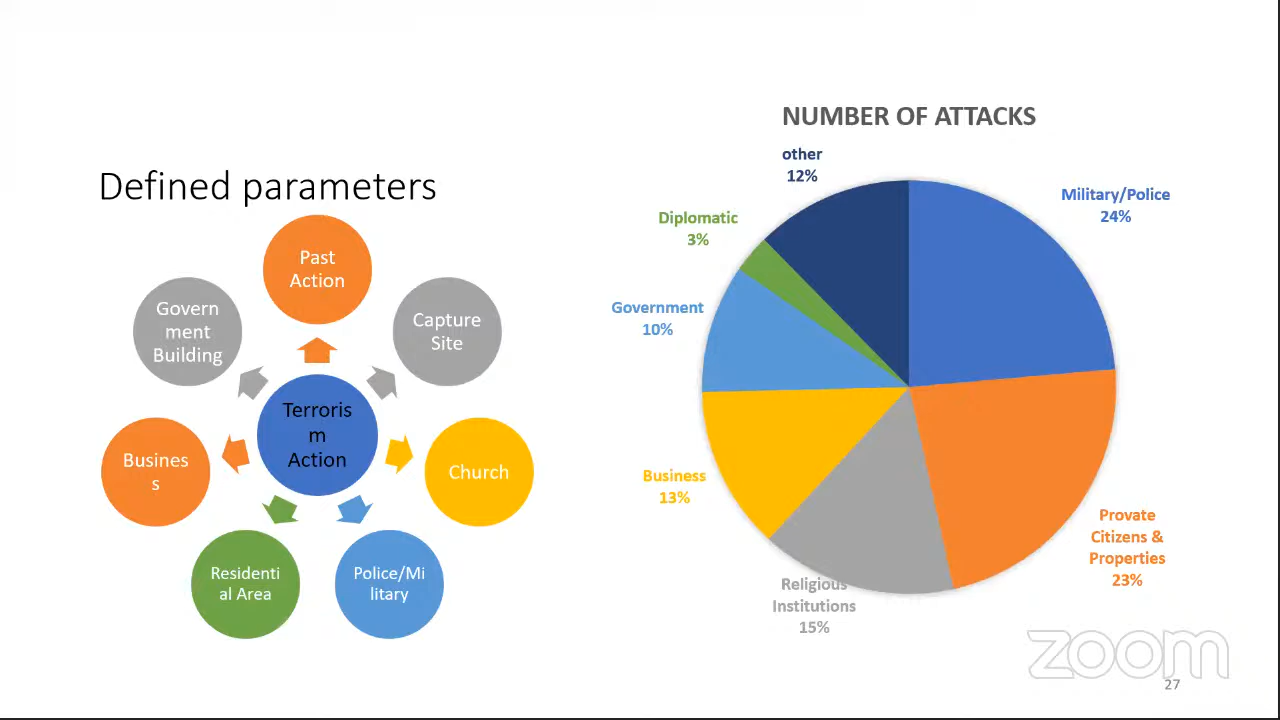 Defined parameters
Past
Action
Govern
ment
Building
Capture
Site
Terroris
m
Action
Busines
s
Church
Residenti
al Area
Police/Mi
litary
NUMBER OF ATTACKS
other
12%
Military/Police
24%
Diplomatic
3%
Government
10%
Business
13%
Provate
Citizens &
Properties
23%
Religious
Institutions
15%
zoom
27